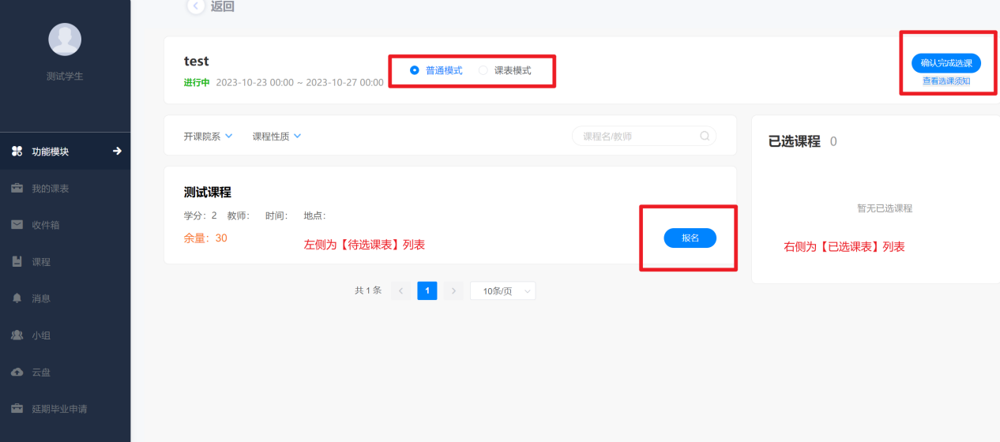 返回
测试学生
功能模块
我的课表
收件箱
课程
消息
小组
云盘
延期毕业申请
test
进行中 2023-10-23 00:00 ~ 2023-10-27 00:00
普通模式 课表模式
确认完成选课
查看选课须知
开课院系 课程性质 课程名/教师
测试课程
学分：2 教师： 时间： 地点：
余量：30
左侧为【待选课表】列表
报名
共 1 条 < 1 > 10条/页
已选课程 0
暂无已选课程
右侧为【已选课表】列表